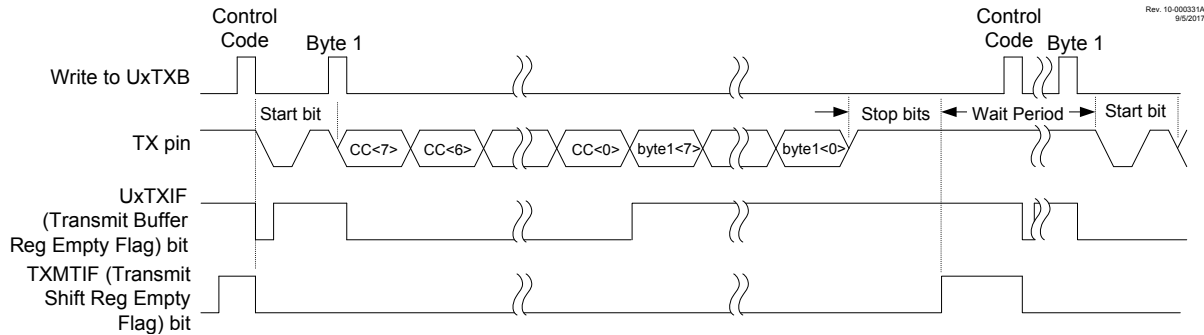 Rev. 10-000331A
9/5/2017
Control
Code
Byte 1
Control
Code
Byte 1
Write to UxTXB
Start bit
Stop bits
Wait Period
Start bit
TX pin
CC<7>
CC<6>
CC<0>
byte1<7>
byte1<0>
UxTXIF
(Transmit Buffer
Reg Empty Flag) bit
TXMTIF (Transmit
Shift Reg Empty
Flag) bit